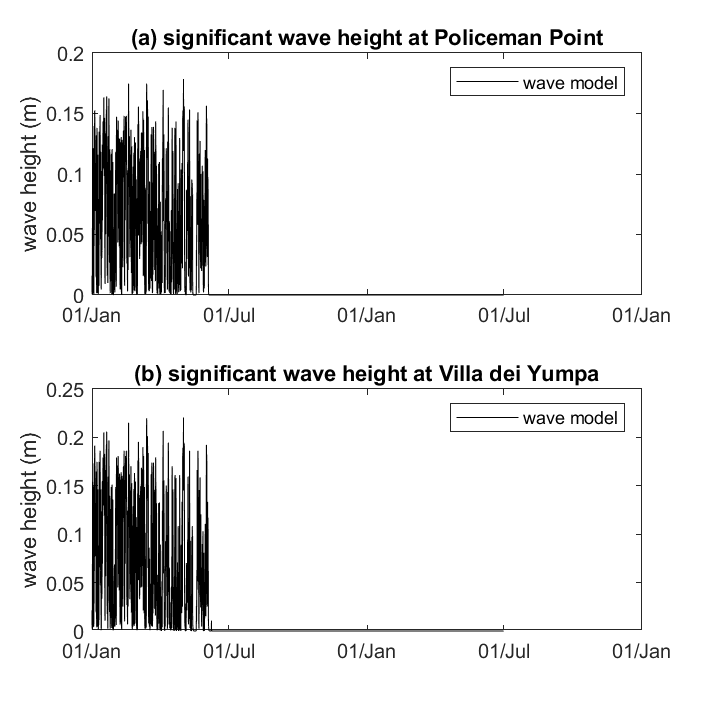 (a) significant wave height at Policeman Point
wave model
wave height (m)
0.2
0.15
0.1
0.05
0
01/Jan
01/Jul
01/Jan
01/Jul
01/Jan
(b) significant wave height at Villa dei Yumpa
wave model
wave height (m)
0.25
0.2
0.15
0.1
0.05
0
01/Jan
01/Jul
01/Jan
01/Jul
01/Jan